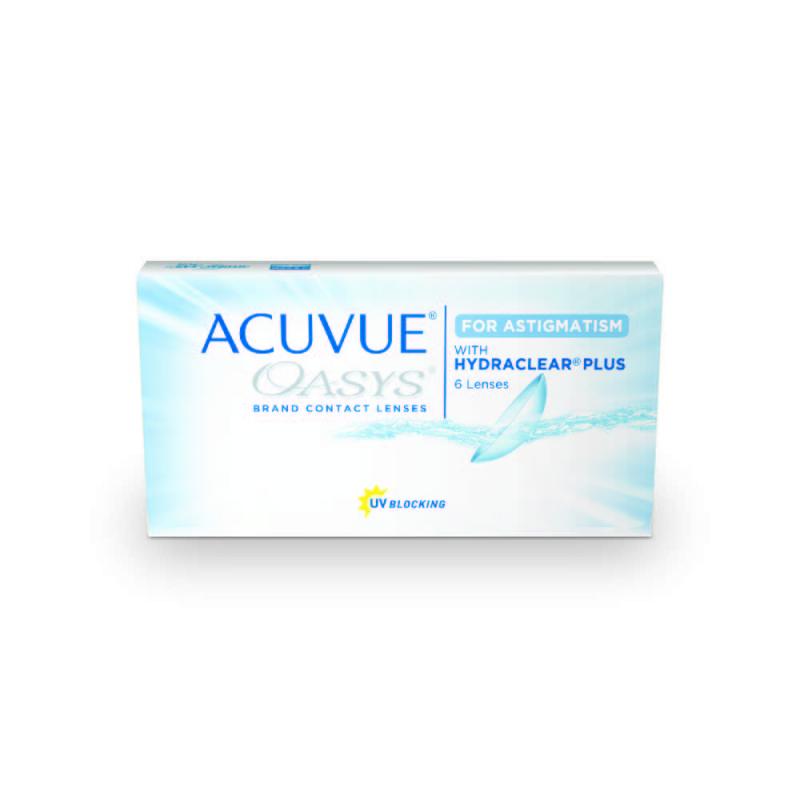 ACUVUE®
OASYS®
BRAND CONTACT LENSES
FOR ASTIGMATISM
WITH
HYDRACLEAR® PLUS
6 Lenses
UV BLOCKING